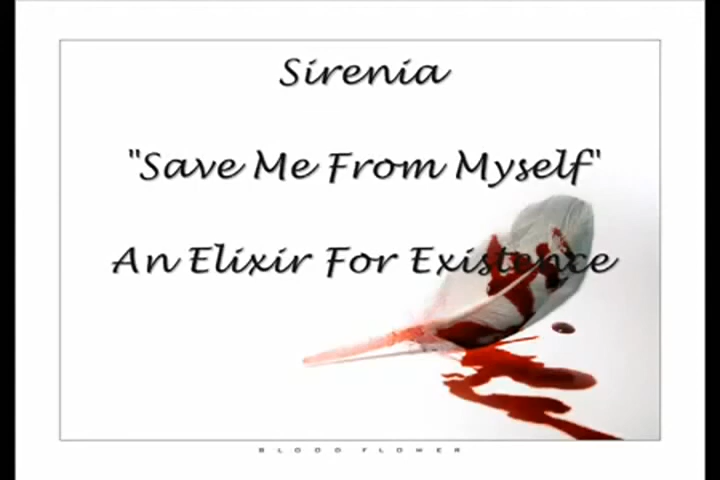 Sirenia
"Save Me From Myself"
An Elixir For Existence
BLOOD FLOWER